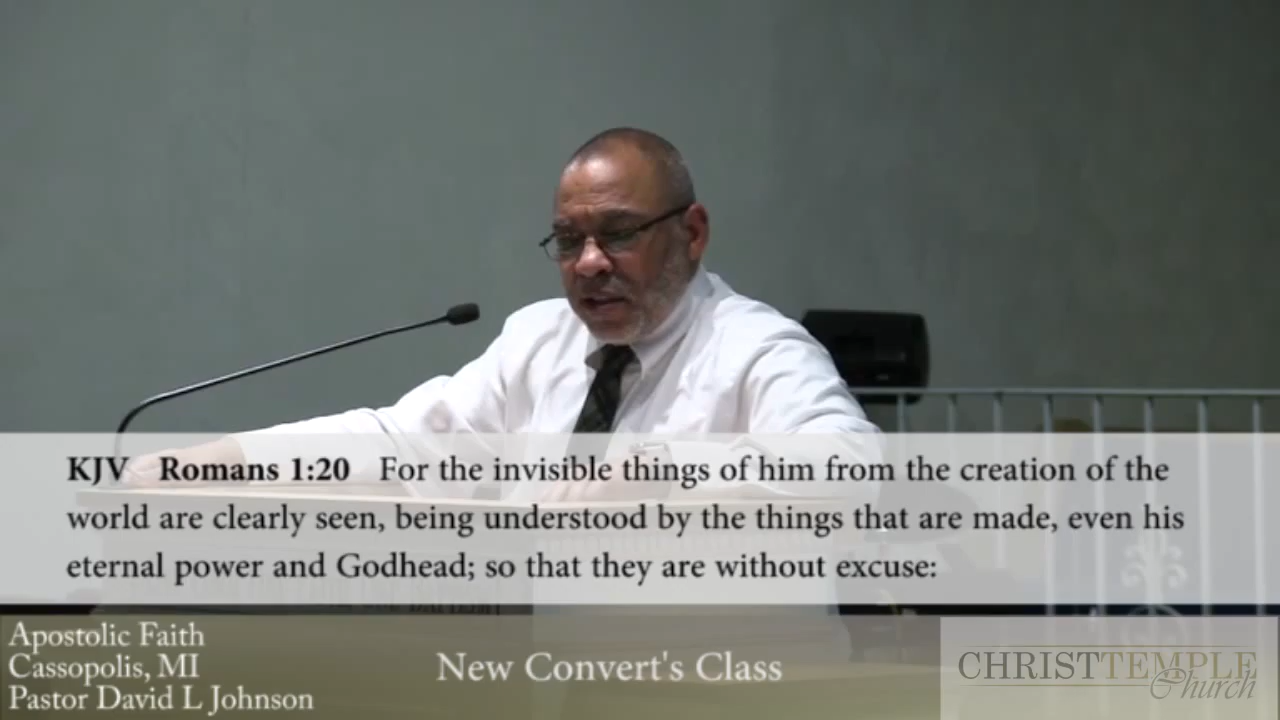 KJV Romans 1:20 For the invisible things of him from the creation of the
world are clearly seen, being understood by the things that are made, even his
eternal power and Godhead; so that they are without excuse:
Apostolic Faith
Cassopolis, MI
Pastor David L Johnson
New Convert's Class
CHRISTTEMPLE
Church